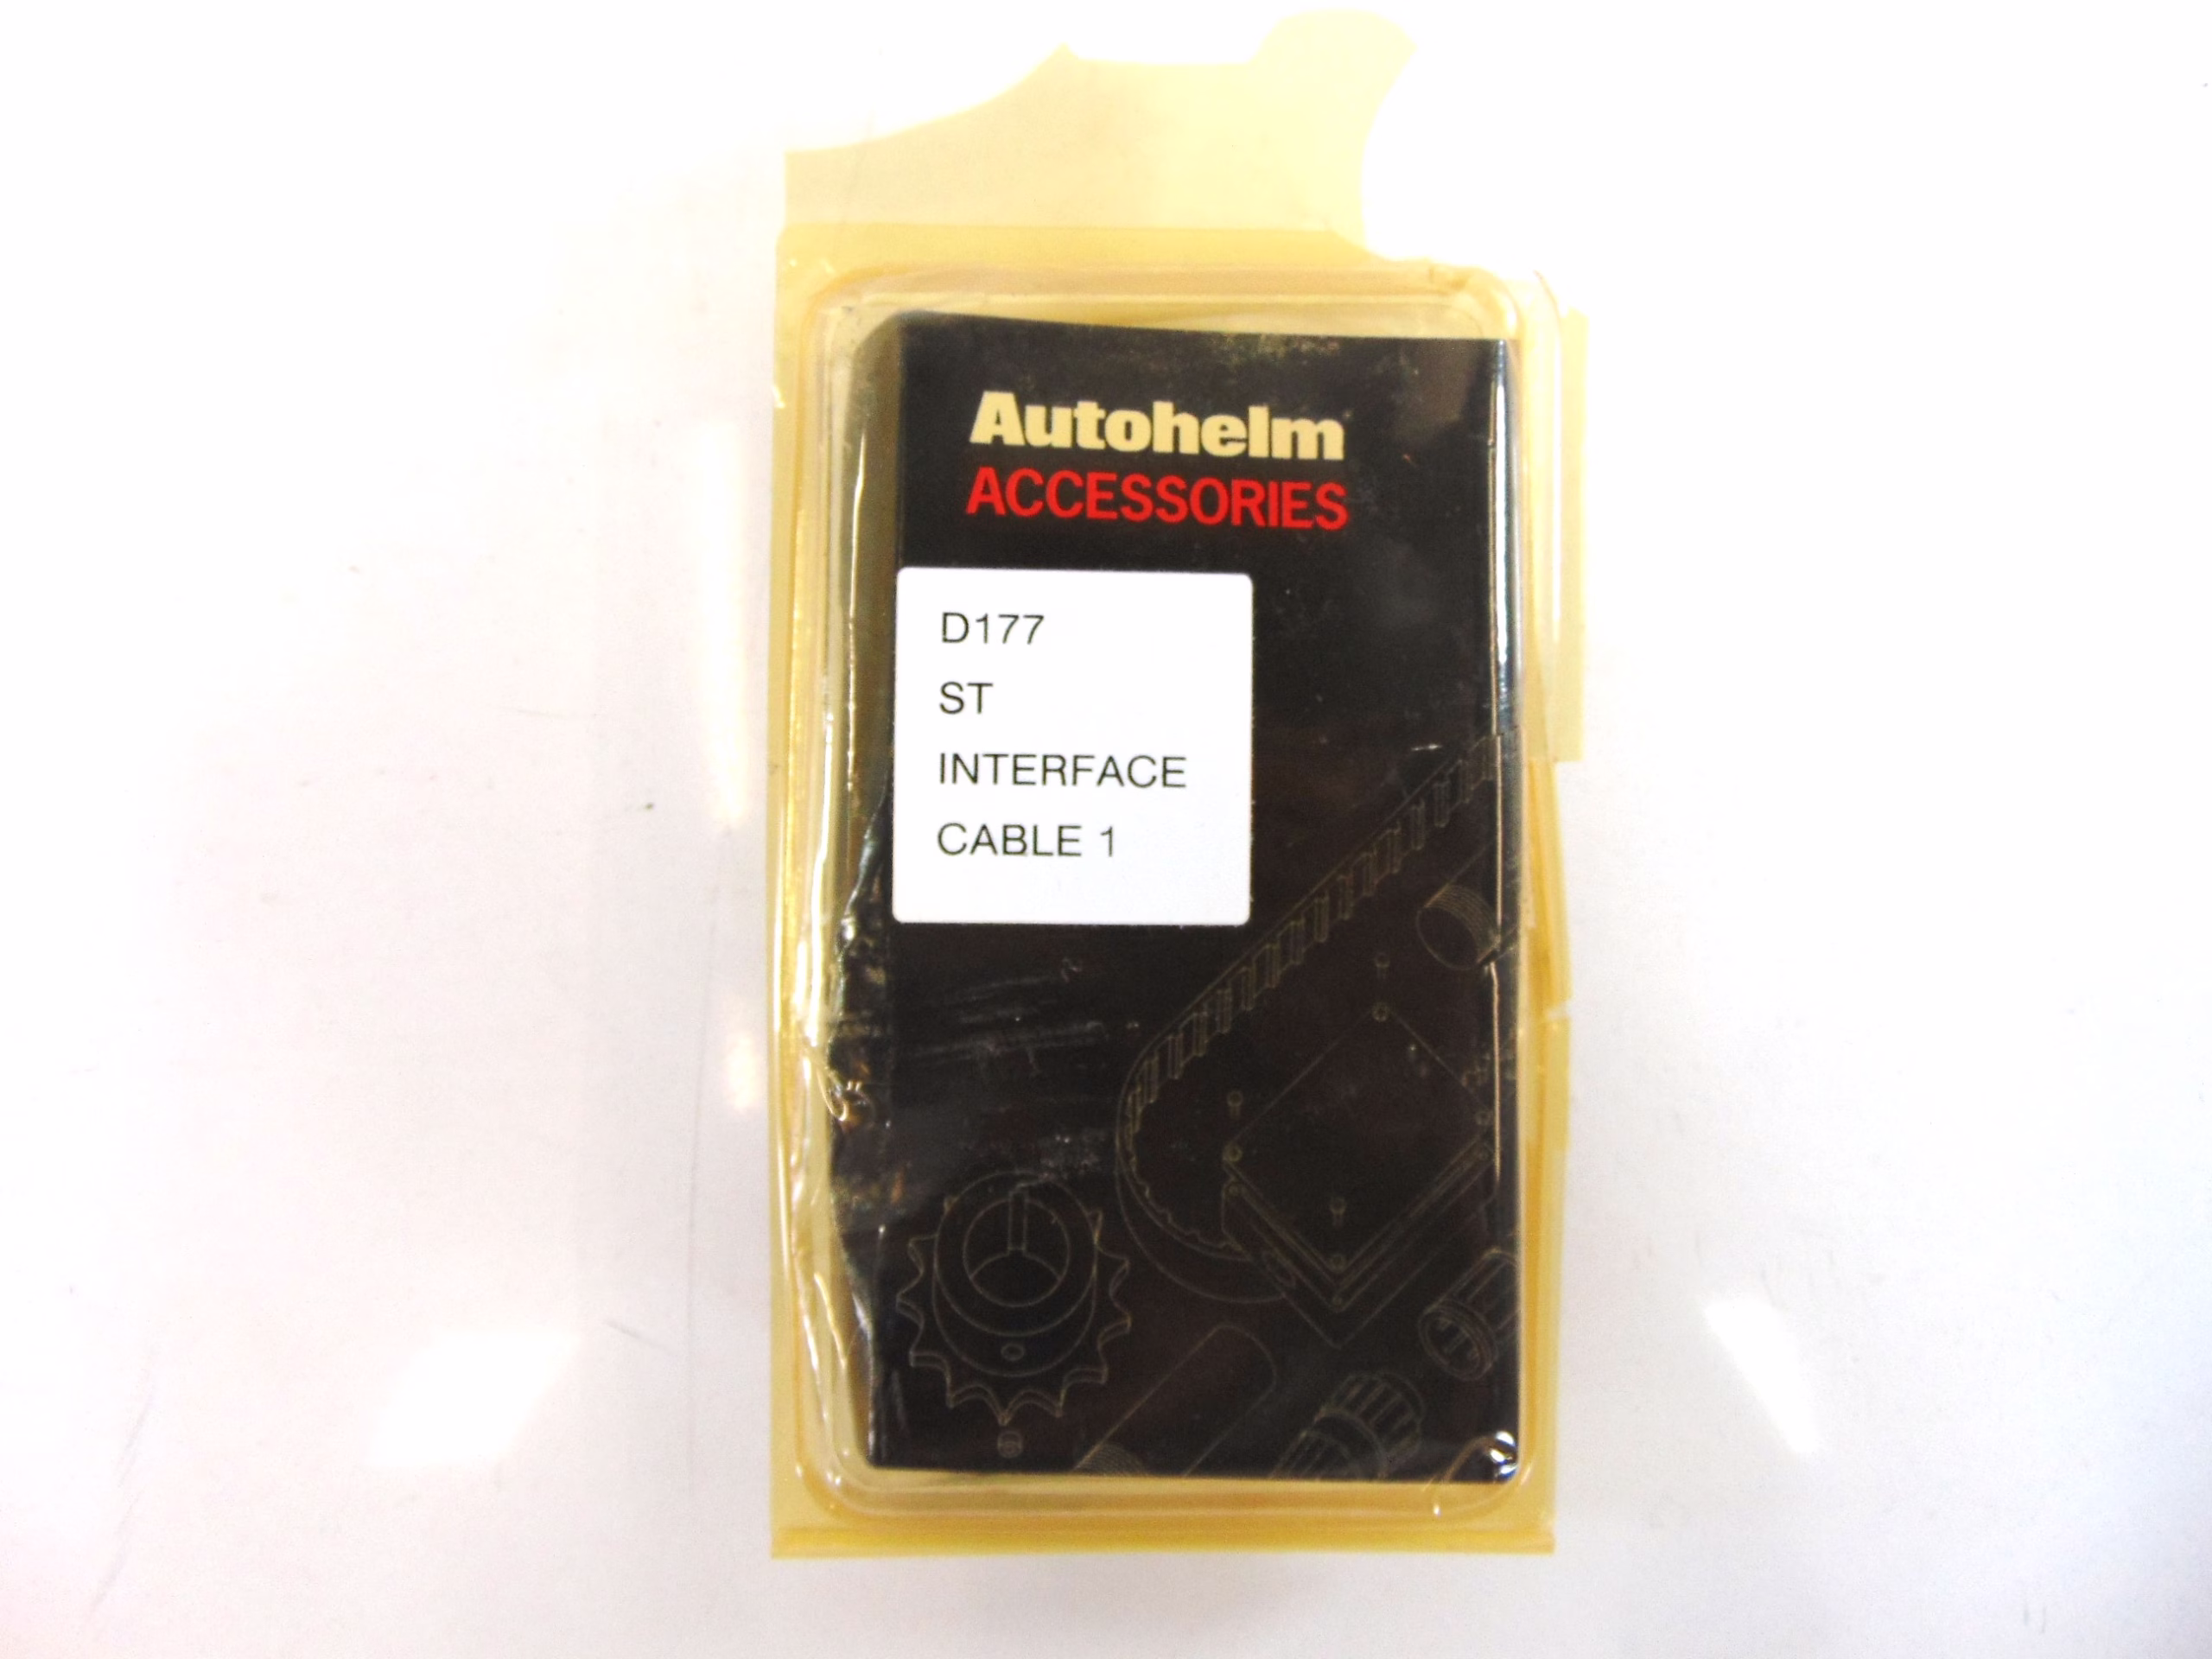 Autohelm
ACCESSORIES
D177
ST
INTERFACE
CABLE 1